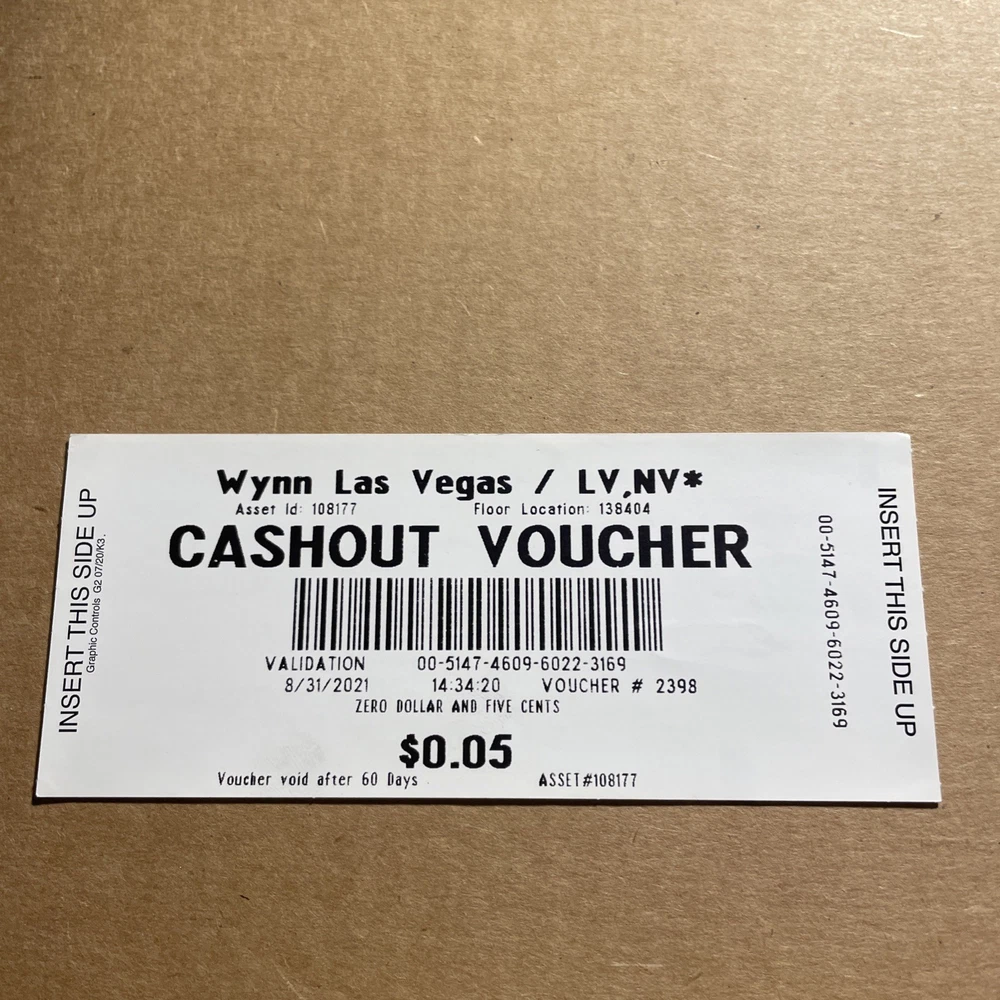 Wynn Las Vegas / LV,NV*
Asset Id: 108177 Floor Location: 138404
CASHOUT VOUCHER
VALIDATION 00-5147-4609-6022-3169
8/31/2021 14:34:20 VOUCHER # 2398
ZERO DOLLAR AND FIVE CENTS
$0.05
Voucher void after 60 Days ASSET#108177
INSERT THIS SIDE UP
Graphic Controls G2 07/20/K3.
00-5147-4609-6022-3169
INSERT THIS SIDE UP